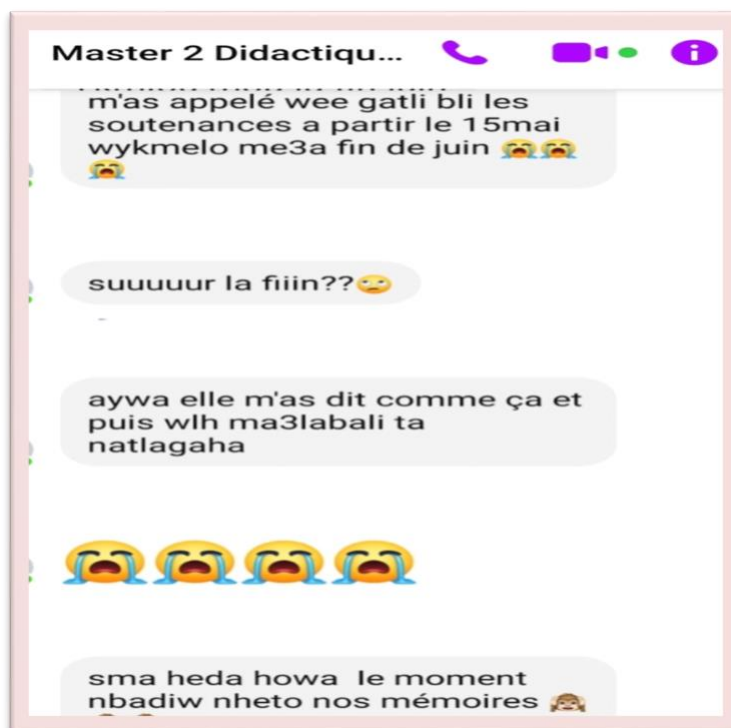 Master 2 Didactiqu...
m'as appelé wee gatli bli les
soutenances a partir le 15mai
wykmelo me3a fin de juin 😭😭
😭
suuuuur la fiiin??🙄
aywa elle m'as dit comme ça et
puis wlh ma3labali ta
natlagaha
😭😭😭😭
sma heda howa le moment
nbadiw nheto nos mémoires 🙈